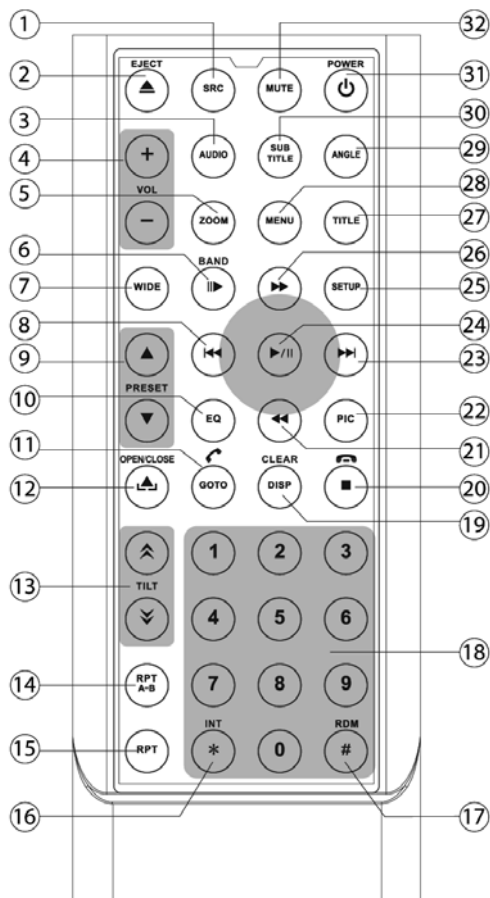 1 32
EJECT POWER
2 SRC MUTE 31
3 30
4 + AUDIO SUB TITLE ANGLE 29
VOL
5 28
− ZOOM MENU TITLE 27
BAND
6 26
7 WIDE SETUP 25
8 24
9 23
PRESET
10 EQ PIC 22
11 21
OPEN/CLOSE CLEAR
12 GOTO DISP 20
19
1 2 3
13 TILT
4 5 6
18
14 RPT A-B 7 8 9
INT RDM
15 RPT * 0 #
16 17